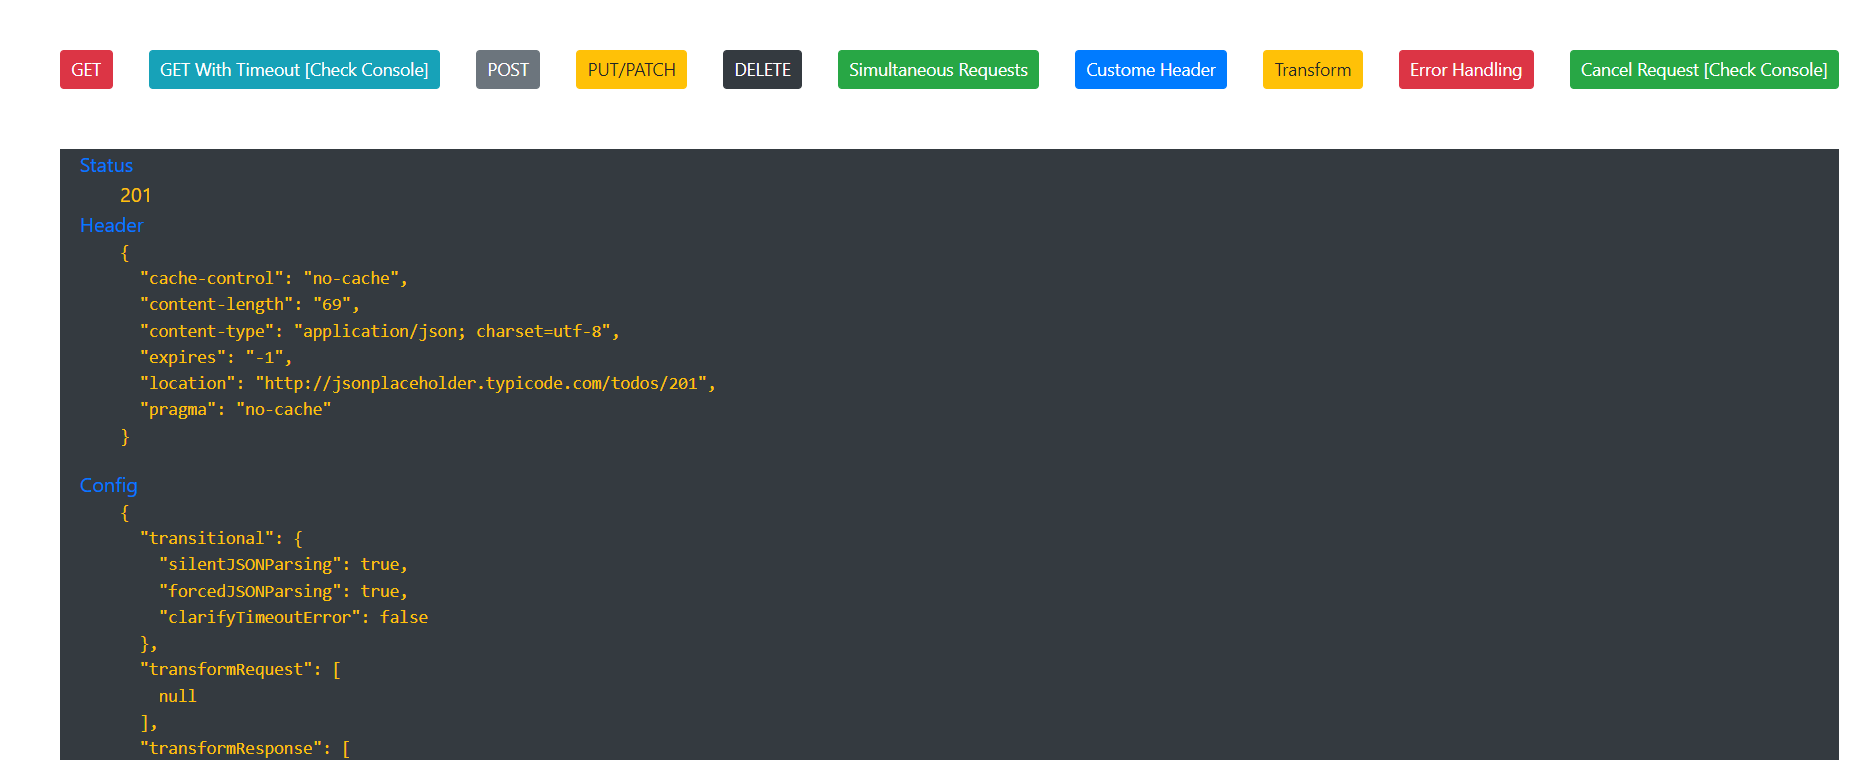 GET GET With Timeout [Check Console] POST PUT/PATCH DELETE Simultaneous Requests Custome Header Transform Error Handling Cancel Request [Check Console]
Status
201
Header
{
"cache-control": "no-cache",
"content-length": "69",
"content-type": "application/json; charset=utf-8",
"expires": "-1",
"location": "http://jsonplaceholder.typicode.com/todos/201",
"pragma": "no-cache"
}
Config
{
"transitional": {
"silentJSONParsing": true,
"forcedJSONParsing": true,
"clarifyTimeoutError": false
},
"transformRequest": [
null
],
"transformResponse": [